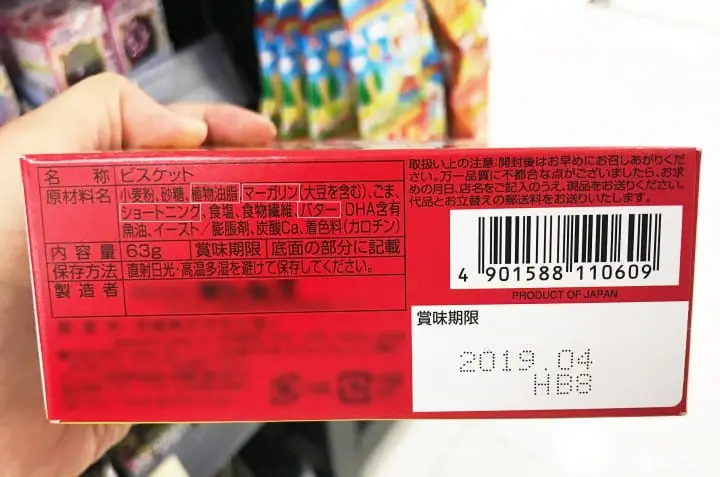 名 称 ビスケット
原材料名 小麦粉、砂糖、植物油脂、マーガリン(大豆を含む)、ごま、
ショートニング、食塩、食物繊維、バター、DHA含有
魚油、イースト/膨脹剤、炭酸Ca、着色料(カロチン)
内 容 量 63g 賞味期限 底面の部分に記載
保存方法 直射日光・高温多湿を避けて保存してください。
製 造 者
取扱い上の注意:開封後はお早めにお召しあがりくだ
さい。万一品質に不都合な点がございましたら、お求
めの月日、店名をご記入のうえ、現品をお送りください。
代品とお立替えの郵送料をお送りいたします。
4 901588 110609
PRODUCT OF JAPAN
賞味期限
2019.04
HB8